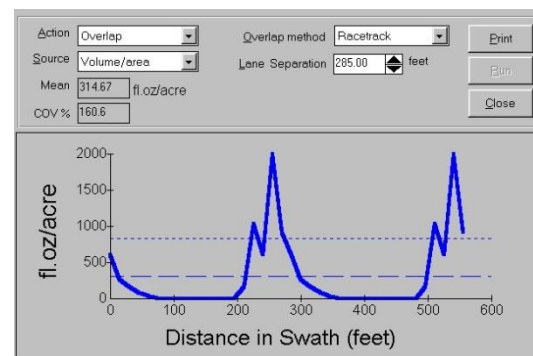 Action Overlap Overlap method Racetrack Print
Source Volume/area Lane Separation 285.00 feet Run
Mean 314.67 fl.oz/acre
COV % 160.6 Close
2000
1500
1000
500
0
fl.oz/acre
0 100 200 300 400 500 600
Distance in Swath (feet)